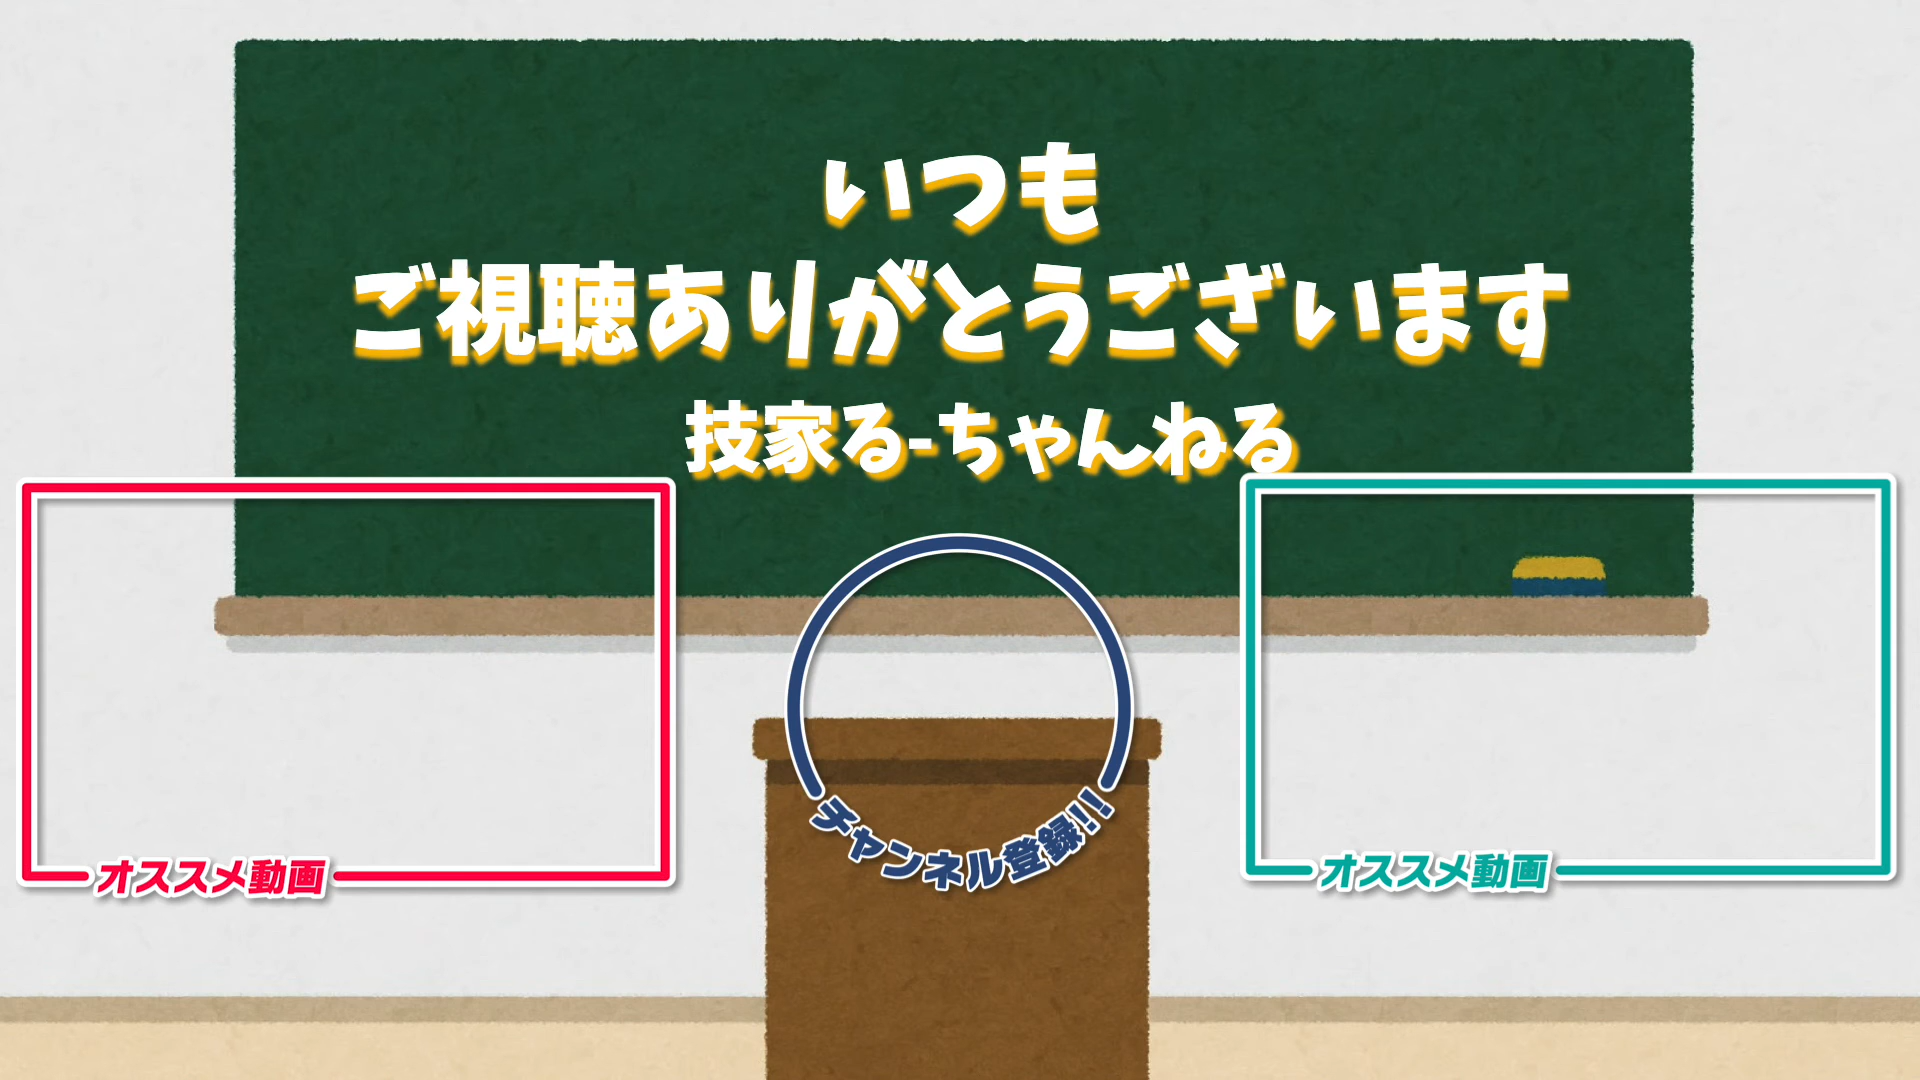 いつも
ご視聴ありがとうございます
技家る-ちゃんねる
オススメ動画
チャンネル登録!!
オススメ動画